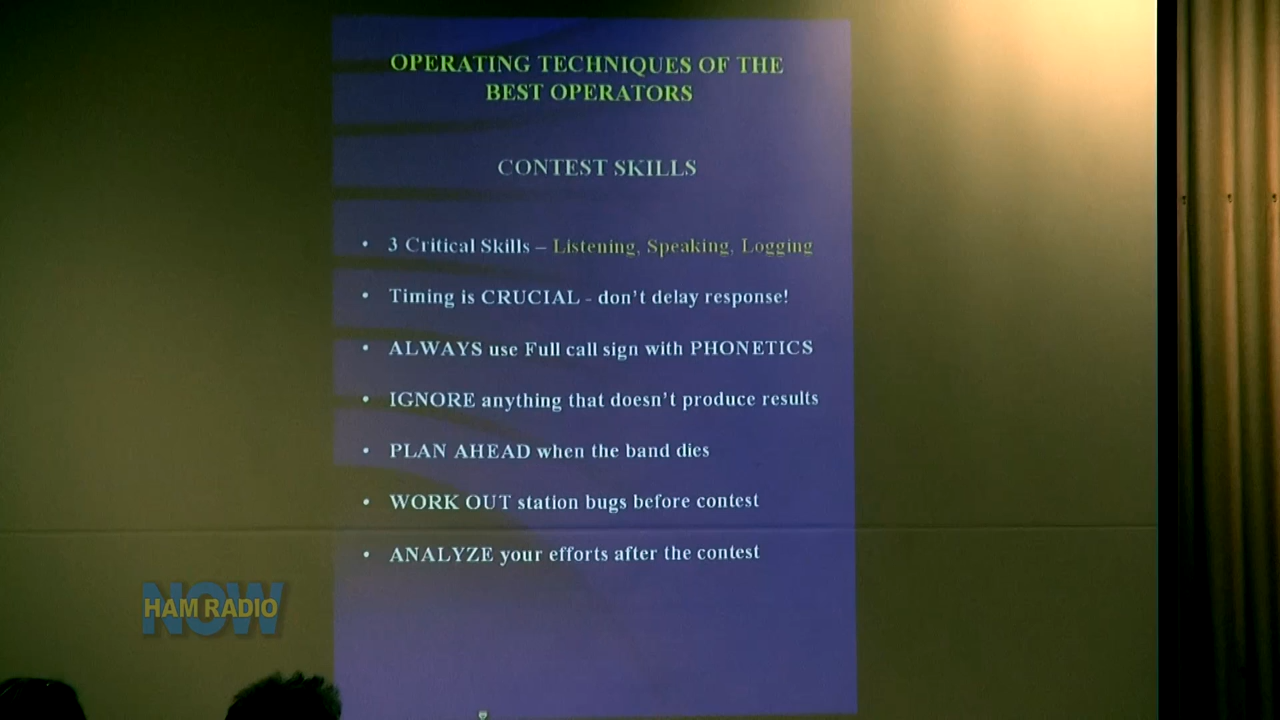 OPERATING TECHNIQUES OF THE
BEST OPERATORS
CONTEST SKILLS
• 3 Critical Skills – Listening, Speaking, Logging
• Timing is CRUCIAL - don't delay response!
• ALWAYS use Full call sign with PHONETICS
• IGNORE anything that doesn't produce results
• PLAN AHEAD when the band dies
• WORK OUT station bugs before contest
• ANALYZE your efforts after the contest
HAM RADIO
NOW